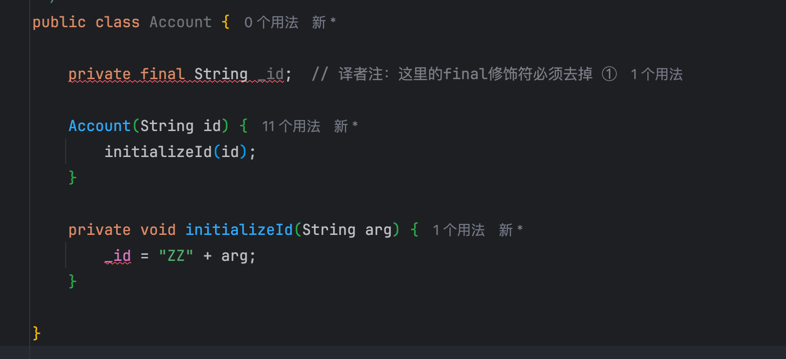 public class Account {  0 个用法  新 *
private final String _id;  // 译者注：这里的final修饰符必须去掉 ①  1 个用法
Account(String id) {  11 个用法  新 *
initializeId(id);
}
private void initializeId(String arg) {  1 个用法  新 *
_id = "ZZ" + arg;
}
}